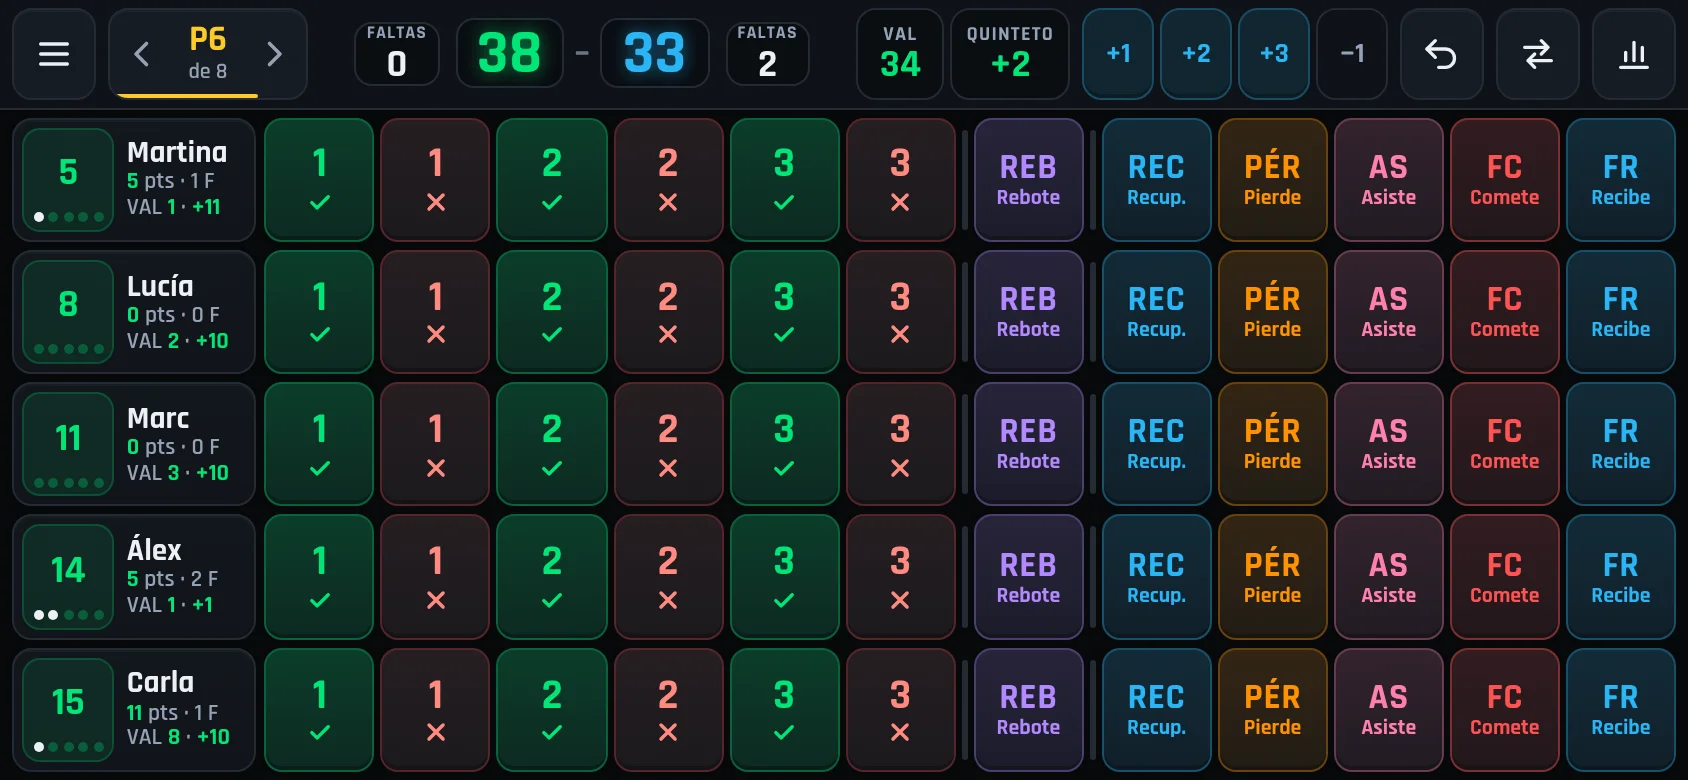 P6
de 8
FALTAS
0
38 - 33
FALTAS
2
VAL
34
QUINTETO
+2
+1
+2
+3
-1
5
Martina
5 pts · 1 F
VAL 1 · +11
1
1
2
2
3
3
REB
Rebote
REC
Recup.
PÉR
Pierde
AS
Asiste
FC
Comete
FR
Recibe
8
Lucía
0 pts · 0 F
VAL 2 · +10
1
1
2
2
3
3
REB
Rebote
REC
Recup.
PÉR
Pierde
AS
Asiste
FC
Comete
FR
Recibe
11
Marc
0 pts · 0 F
VAL 3 · +10
1
1
2
2
3
3
REB
Rebote
REC
Recup.
PÉR
Pierde
AS
Asiste
FC
Comete
FR
Recibe
14
Álex
5 pts · 2 F
VAL 1 · +1
1
1
2
2
3
3
REB
Rebote
REC
Recup.
PÉR
Pierde
AS
Asiste
FC
Comete
FR
Recibe
15
Carla
11 pts · 1 F
VAL 8 · +10
1
1
2
2
3
3
REB
Rebote
REC
Recup.
PÉR
Pierde
AS
Asiste
FC
Comete
FR
Recibe